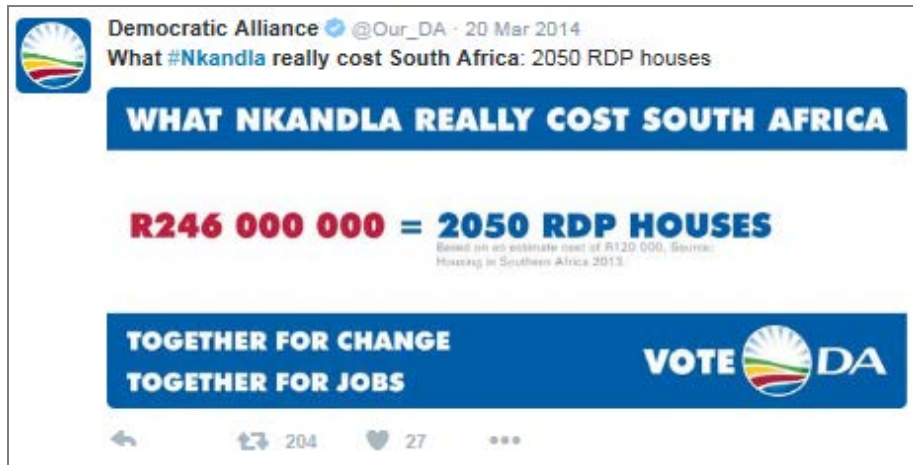 Democratic Alliance @Our_DA · 20 Mar 2014
What #Nkandla really cost South Africa: 2050 RDP houses
WHAT NKANDLA REALLY COST SOUTH AFRICA
R246 000 000 = 2050 RDP HOUSES
Based on an estimate cost of R120 000, Source:
Housing in Southern Africa 2013.
TOGETHER FOR CHANGE
TOGETHER FOR JOBS
VOTE DA
204 27